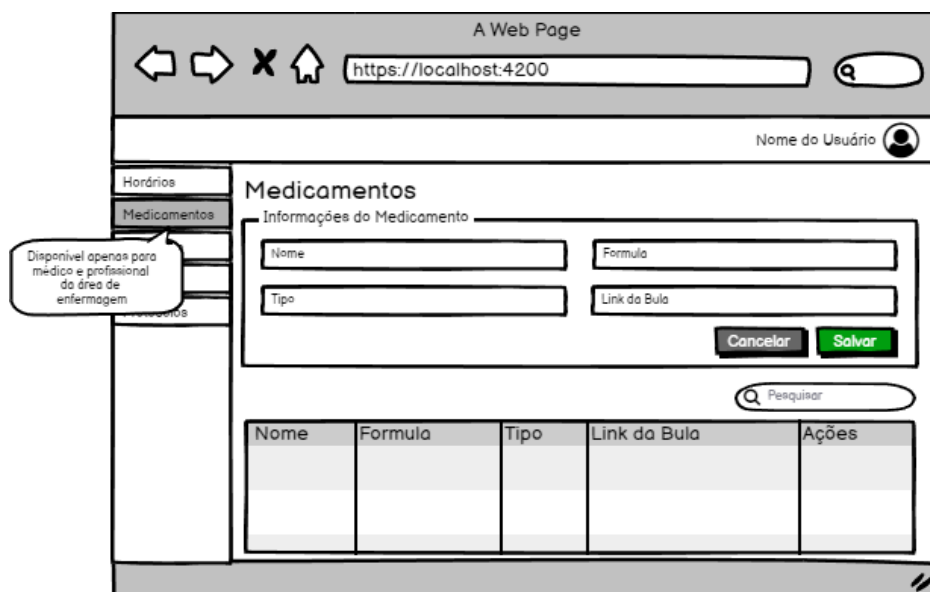 A Web Page
https://localhost:4200
Nome do Usuário
Horários
Medicamentos
Disponivel apenas para
médico e profissional
da área de
enfermagem
Medicamentos
Informações do Medicamento
Nome
Formula
Tipo
Link da Bula
Cancelar
Salvar
Pesquisar
Nome
Formula
Tipo
Link da Bula
Ações